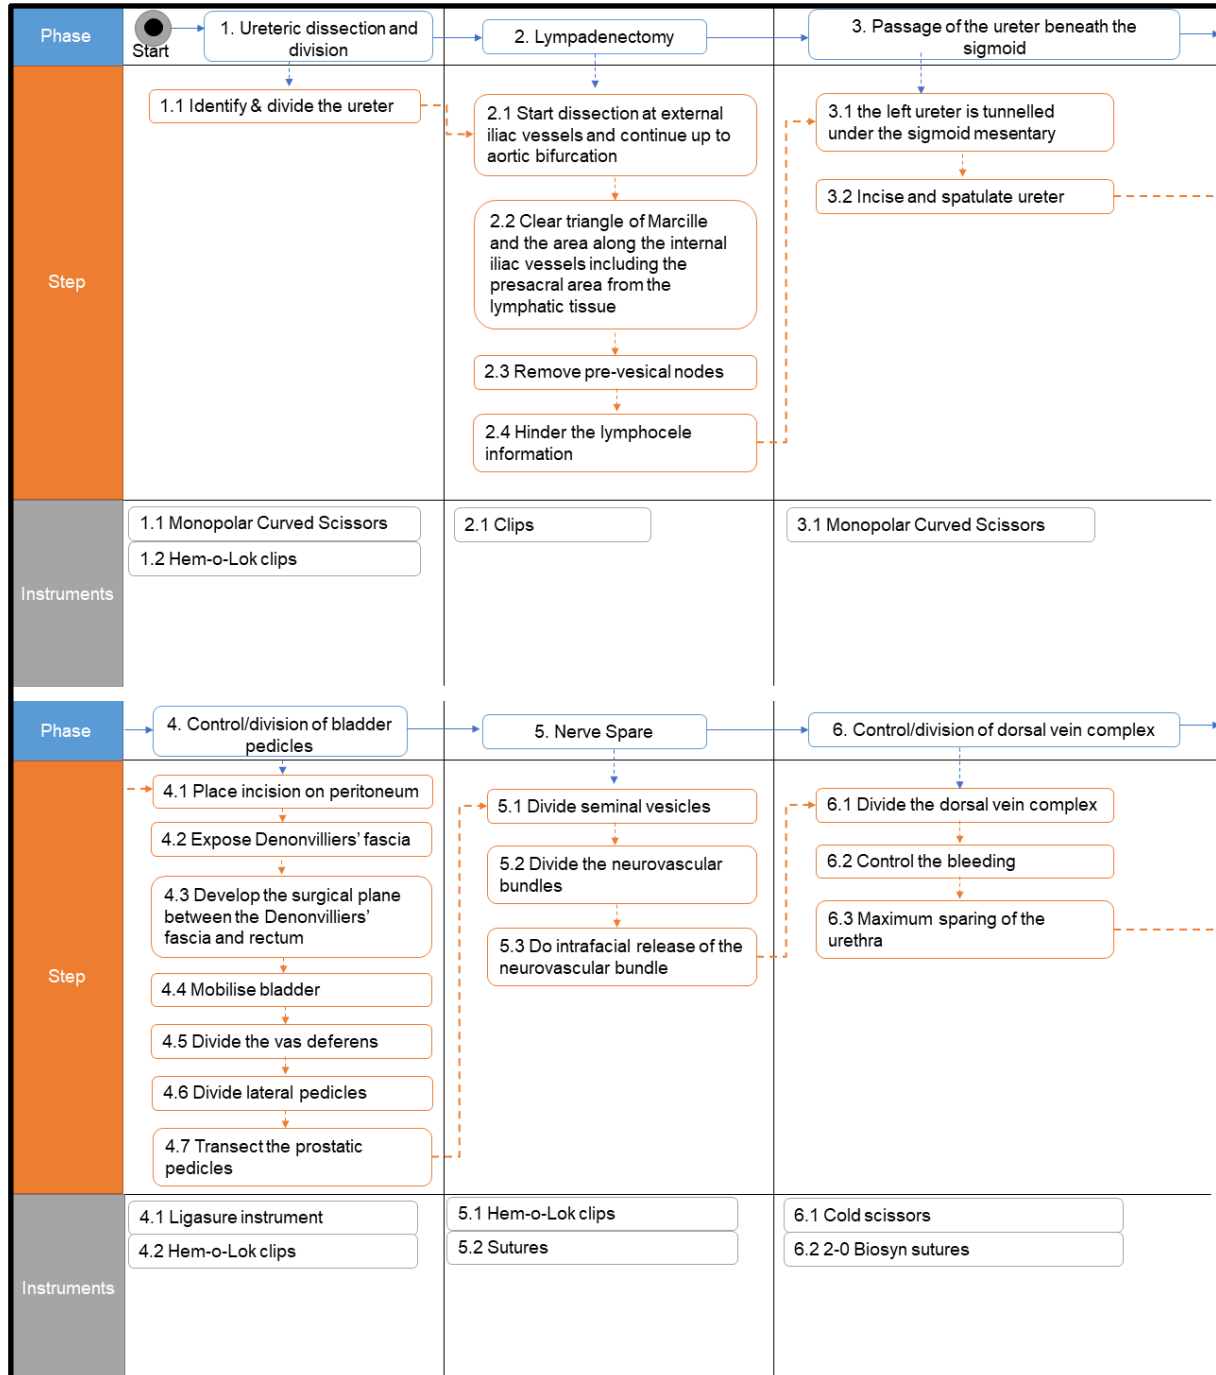 Phase
Start
1. Ureteric dissection and
division
2. Lympadenectomy
3. Passage of the ureter beneath the
sigmoid
Step
1.1 Identify & divide the ureter
2.1 Start dissection at external
iliac vessels and continue up to
aortic bifurcation
2.2 Clear triangle of Marcille
and the area along the internal
iliac vessels including the
presacral area from the
lymphatic tissue
2.3 Remove pre-vesical nodes
2.4 Hinder the lymphocele
information
3.1 the left ureter is tunnelled
under the sigmoid mesentary
3.2 Incise and spatulate ureter
Instruments
1.1 Monopolar Curved Scissors
1.2 Hem-o-Lok clips
2.1 Clips
3.1 Monopolar Curved Scissors
Phase
4. Control/division of bladder
pedicles
5. Nerve Spare
6. Control/division of dorsal vein complex
Step
4.1 Place incision on peritoneum
4.2 Expose Denonvilliers' fascia
4.3 Develop the surgical plane
between the Denonvilliers'
fascia and rectum
4.4 Mobilise bladder
4.5 Divide the vas deferens
4.6 Divide lateral pedicles
4.7 Transect the prostatic
pedicles
5.1 Divide seminal vesicles
5.2 Divide the neurovascular
bundles
5.3 Do intrafacial release of the
neurovascular bundle
6.1 Divide the dorsal vein complex
6.2 Control the bleeding
6.3 Maximum sparing of the
urethra
Instruments
4.1 Ligasure instrument
4.2 Hem-o-Lok clips
5.1 Hem-o-Lok clips
5.2 Sutures
6.1 Cold scissors
6.2 2-0 Biosyn sutures